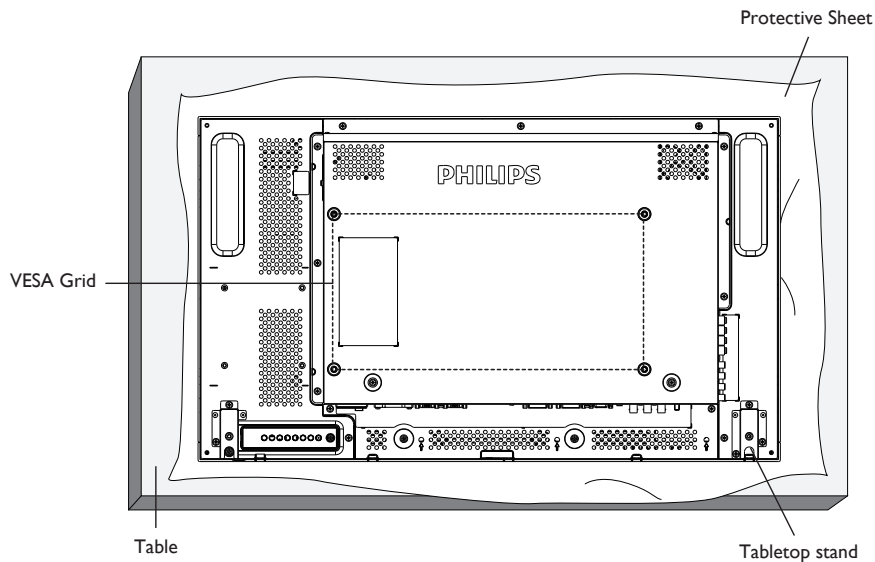 Protective Sheet
PHILIPS
VESA Grid
Table
Tabletop stand